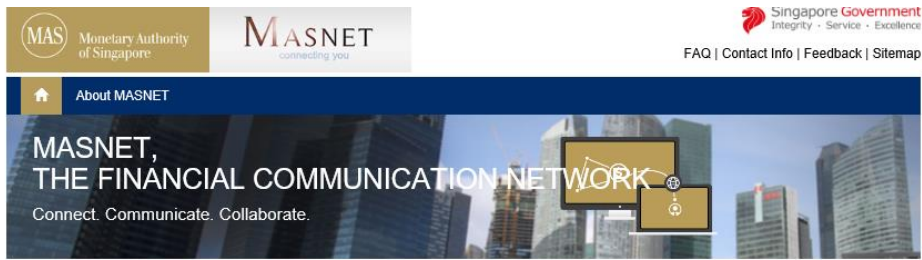 MAS
Monetary Authority
of Singapore
MASNET
connecting you
Singapore Government
Integrity · Service · Excellence
FAQ | Contact Info | Feedback | Sitemap
About MASNET
MASNET,
THE FINANCIAL COMMUNICATION NETWORK
Connect. Communicate. Collaborate.